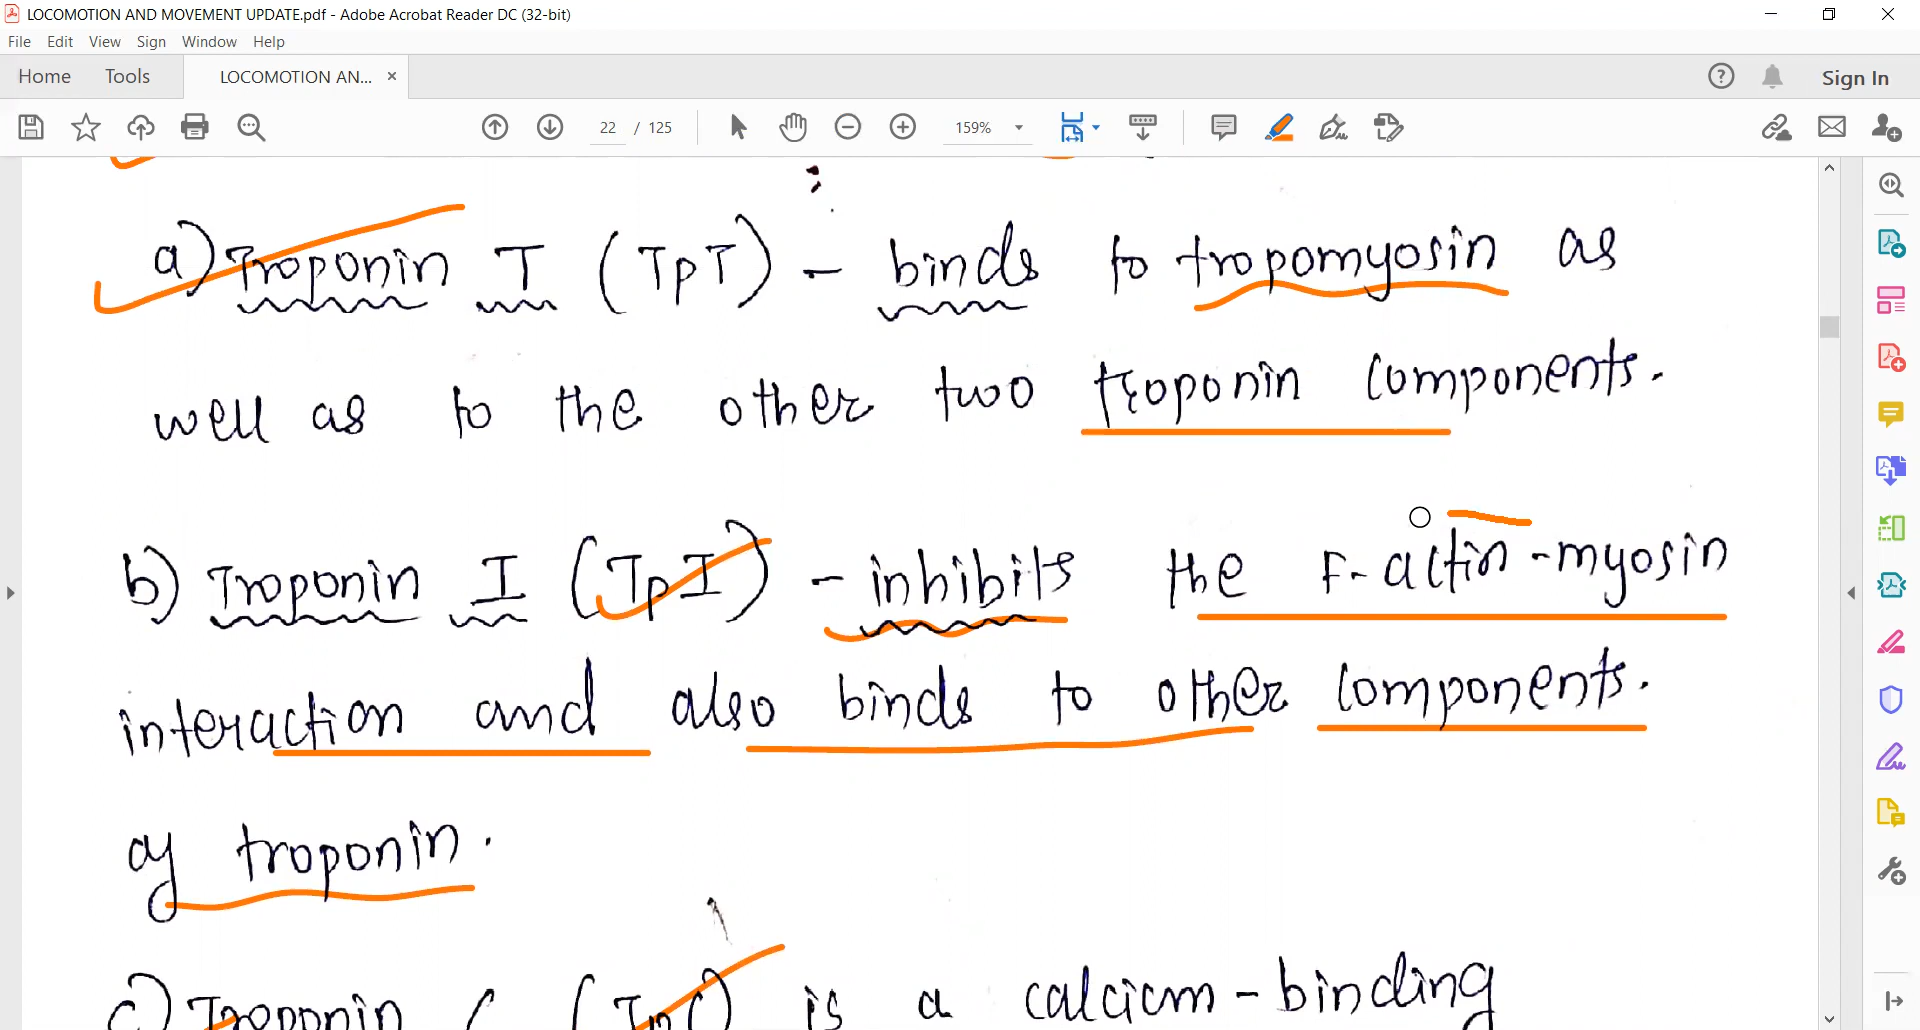 LOCOMOTION AND MOVEMENT UPDATE.pdf - Adobe Acrobat Reader DC (32-bit)
File Edit View Sign Window Help
Home Tools LOCOMOTION AN... × Sign In
22 / 125 159%
a) Troponin T (TpT) - binds to tropomyosin as
well as to the other two troponin components.
b) Troponin I (TpI) - inhibits the F-actin-myosin
interaction and also binds to other components
of troponin.
c) Troponin C (TpC) is a calcium-binding